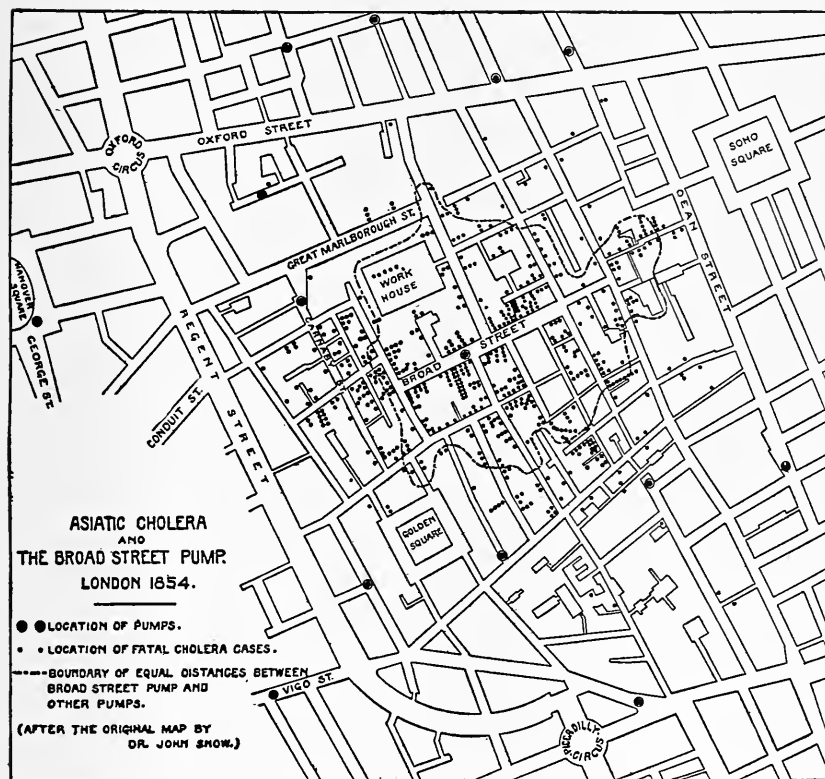 OXFORD STREET
OXFORD
CIRCUS
SOHO
SQUARE
DEAN STREET
GREAT MARLBOROUGH ST.
WORK
HOUSE
HANOVER
SQUARE
GEORGE ST.
REGENT STREET
CONDUIT ST.
BROAD STREET
GOLDEN
SQUARE
ASIATIC CHOLERA
AND
THE BROAD STREET PUMP.
LONDON 1854.
LOCATION OF PUMPS.
LOCATION OF FATAL CHOLERA CASES.
BOUNDARY OF EQUAL DISTANCES BETWEEN
BROAD STREET PUMP AND
OTHER PUMPS.
(AFTER THE ORIGINAL MAP BY
DR. JOHN SNOW.)
VIGO ST.
PICCADILLY
CIRCUS